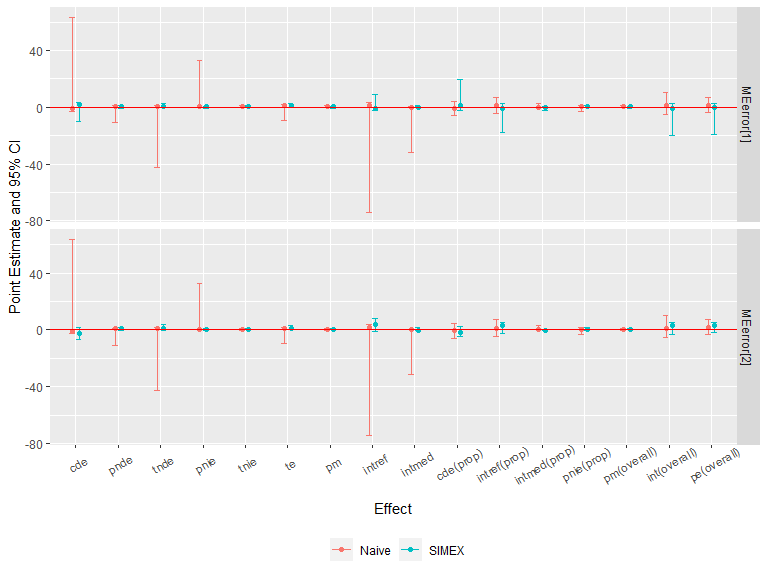 Point Estimate and 95% CI
40
0
-40
-80
MEerror[1]
40
0
-40
-80
MEerror[2]
cde
pnde
tnde
pnie
tnie
te
pm
intref
intmed
cde(prop)
intref(prop)
intmed(prop)
pnie(prop)
pm(overall)
int(overall)
pe(overall)
Effect
Naive
SIMEX